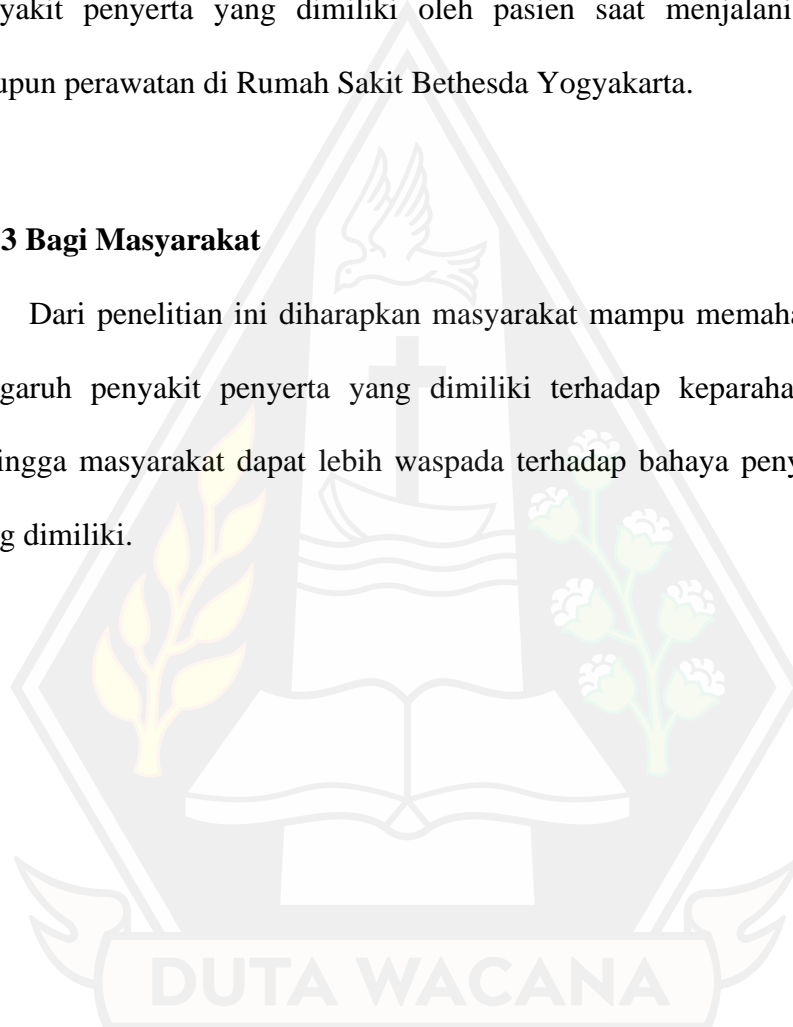 yakit penyerta yang dimiliki oleh pasien saat menjalani
upun perawatan di Rumah Sakit Bethesda Yogyakarta.
3 Bagi Masyarakat
Dari penelitian ini diharapkan masyarakat mampu memaha
garuh penyakit penyerta yang dimiliki terhadap keparaha
ingga masyarakat dapat lebih waspada terhadap bahaya peny
g dimiliki.
DUTA WACANA